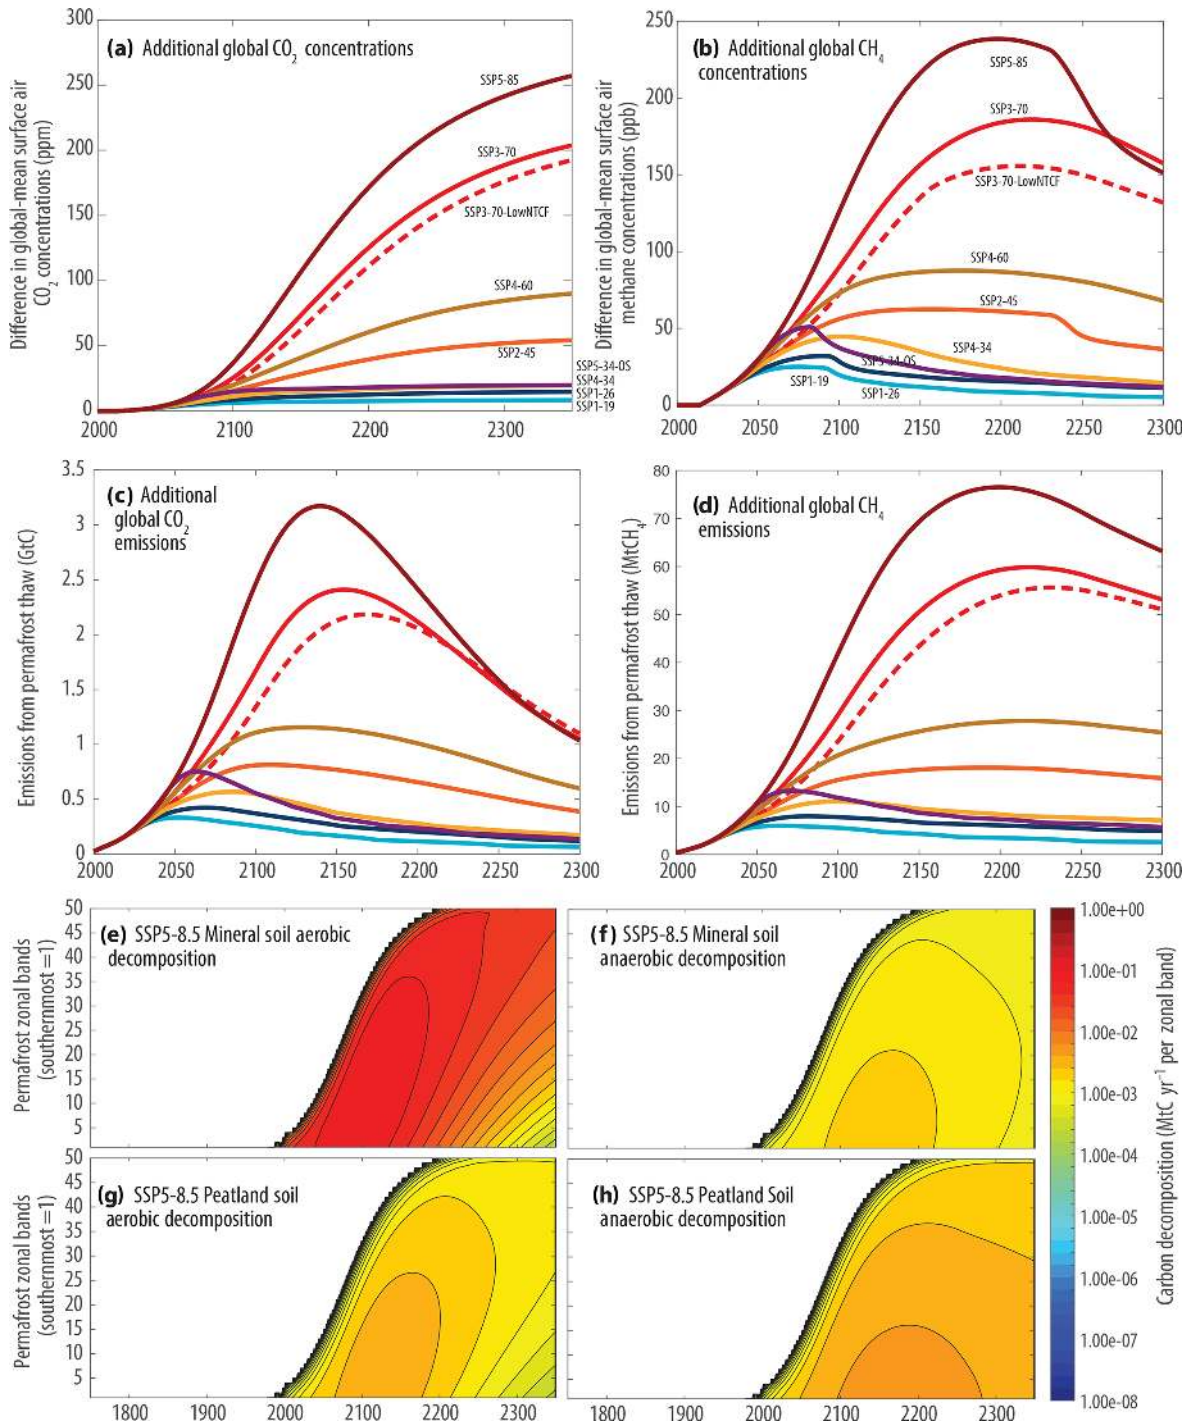 (a) Additional global CO2 concentrations
Difference in global-mean surface air
CO2 concentrations (ppm)
300
250
200
150
100
50
0
2000
2100
2200
2300
SSP5-85
SSP3-70
SSP3-70-LowNTCF
SSP4-60
SSP2-45
SSP5-34-OS
SSP4-34
SSP1-26
SSP1-19
(b) Additional global CH4
concentrations
Difference in global-mean surface air
methane concentrations (ppb)
250
200
150
100
50
0
2000
2050
2100
2150
2200
2250
2300
SSP5-85
SSP3-70
SSP3-70-LowNTCF
SSP4-60
SSP2-45
SSP4-34
SSP5-34-OS
SSP1-19
SSP1-26
(c) Additional
global CO2
emissions
Emissions from permafrost thaw (GtC)
3.5
3
2.5
2
1.5
1
0.5
0
2000
2050
2100
2150
2200
2250
2300
(d) Additional global CH4
emissions
Emissions from permafrost thaw (MtCH4)
80
70
60
50
40
30
20
10
0
2000
2050
2100
2150
2200
2250
2300
(e) SSP5-8.5 Mineral soil aerobic
decomposition
Permafrost zonal bands
(southernmost =1)
50
45
40
35
30
25
20
15
10
5
1800
1900
2000
2100
2200
2300
(f) SSP5-8.5 Mineral soil
anaerobic decomposition
1800
1900
2000
2100
2200
2300
(g) SSP5-8.5 Peatland soil
aerobic decomposition
Permafrost zonal bands
(southernmost =1)
50
45
40
35
30
25
20
15
10
5
1800
1900
2000
2100
2200
2300
(h) SSP5-8.5 Peatland Soil
anaerobic decomposition
1800
1900
2000
2100
2200
2300
1.00e+00
1.00e-01
1.00e-02
1.00e-03
1.00e-04
1.00e-05
1.00e-06
1.00e-07
1.00e-08
Carbon decomposition (MtC yr-1 per zonal band)